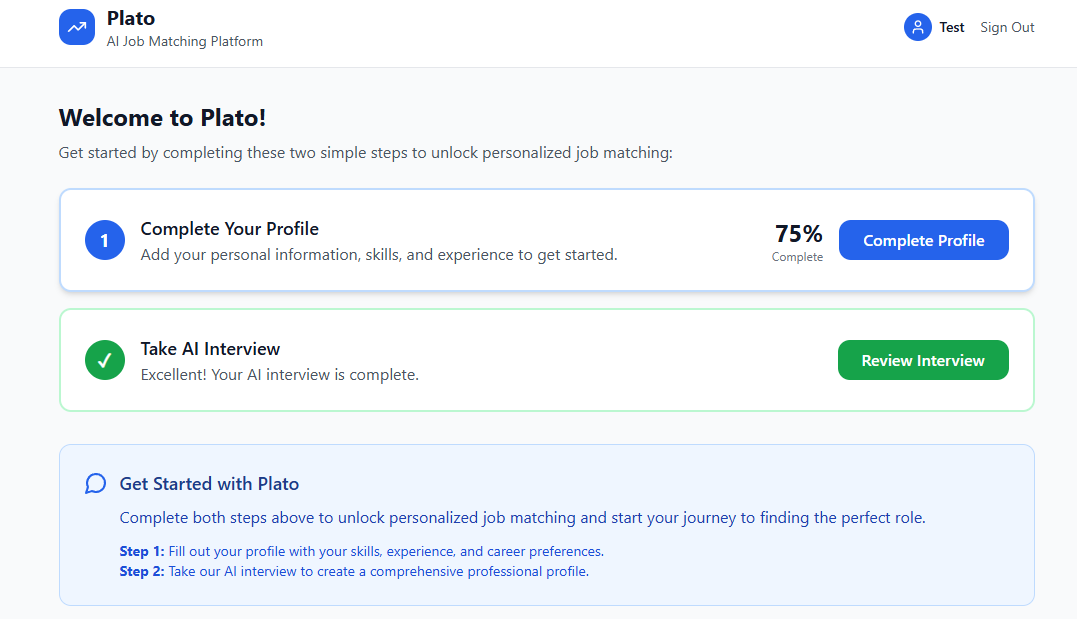 Plato
AI Job Matching Platform
Test
Sign Out
Welcome to Plato!
Get started by completing these two simple steps to unlock personalized job matching:
1
Complete Your Profile
Add your personal information, skills, and experience to get started.
75%
Complete
Complete Profile
Take AI Interview
Excellent! Your AI interview is complete.
Review Interview
Get Started with Plato
Complete both steps above to unlock personalized job matching and start your journey to finding the perfect role.
Step 1: Fill out your profile with your skills, experience, and career preferences.
Step 2: Take our AI interview to create a comprehensive professional profile.